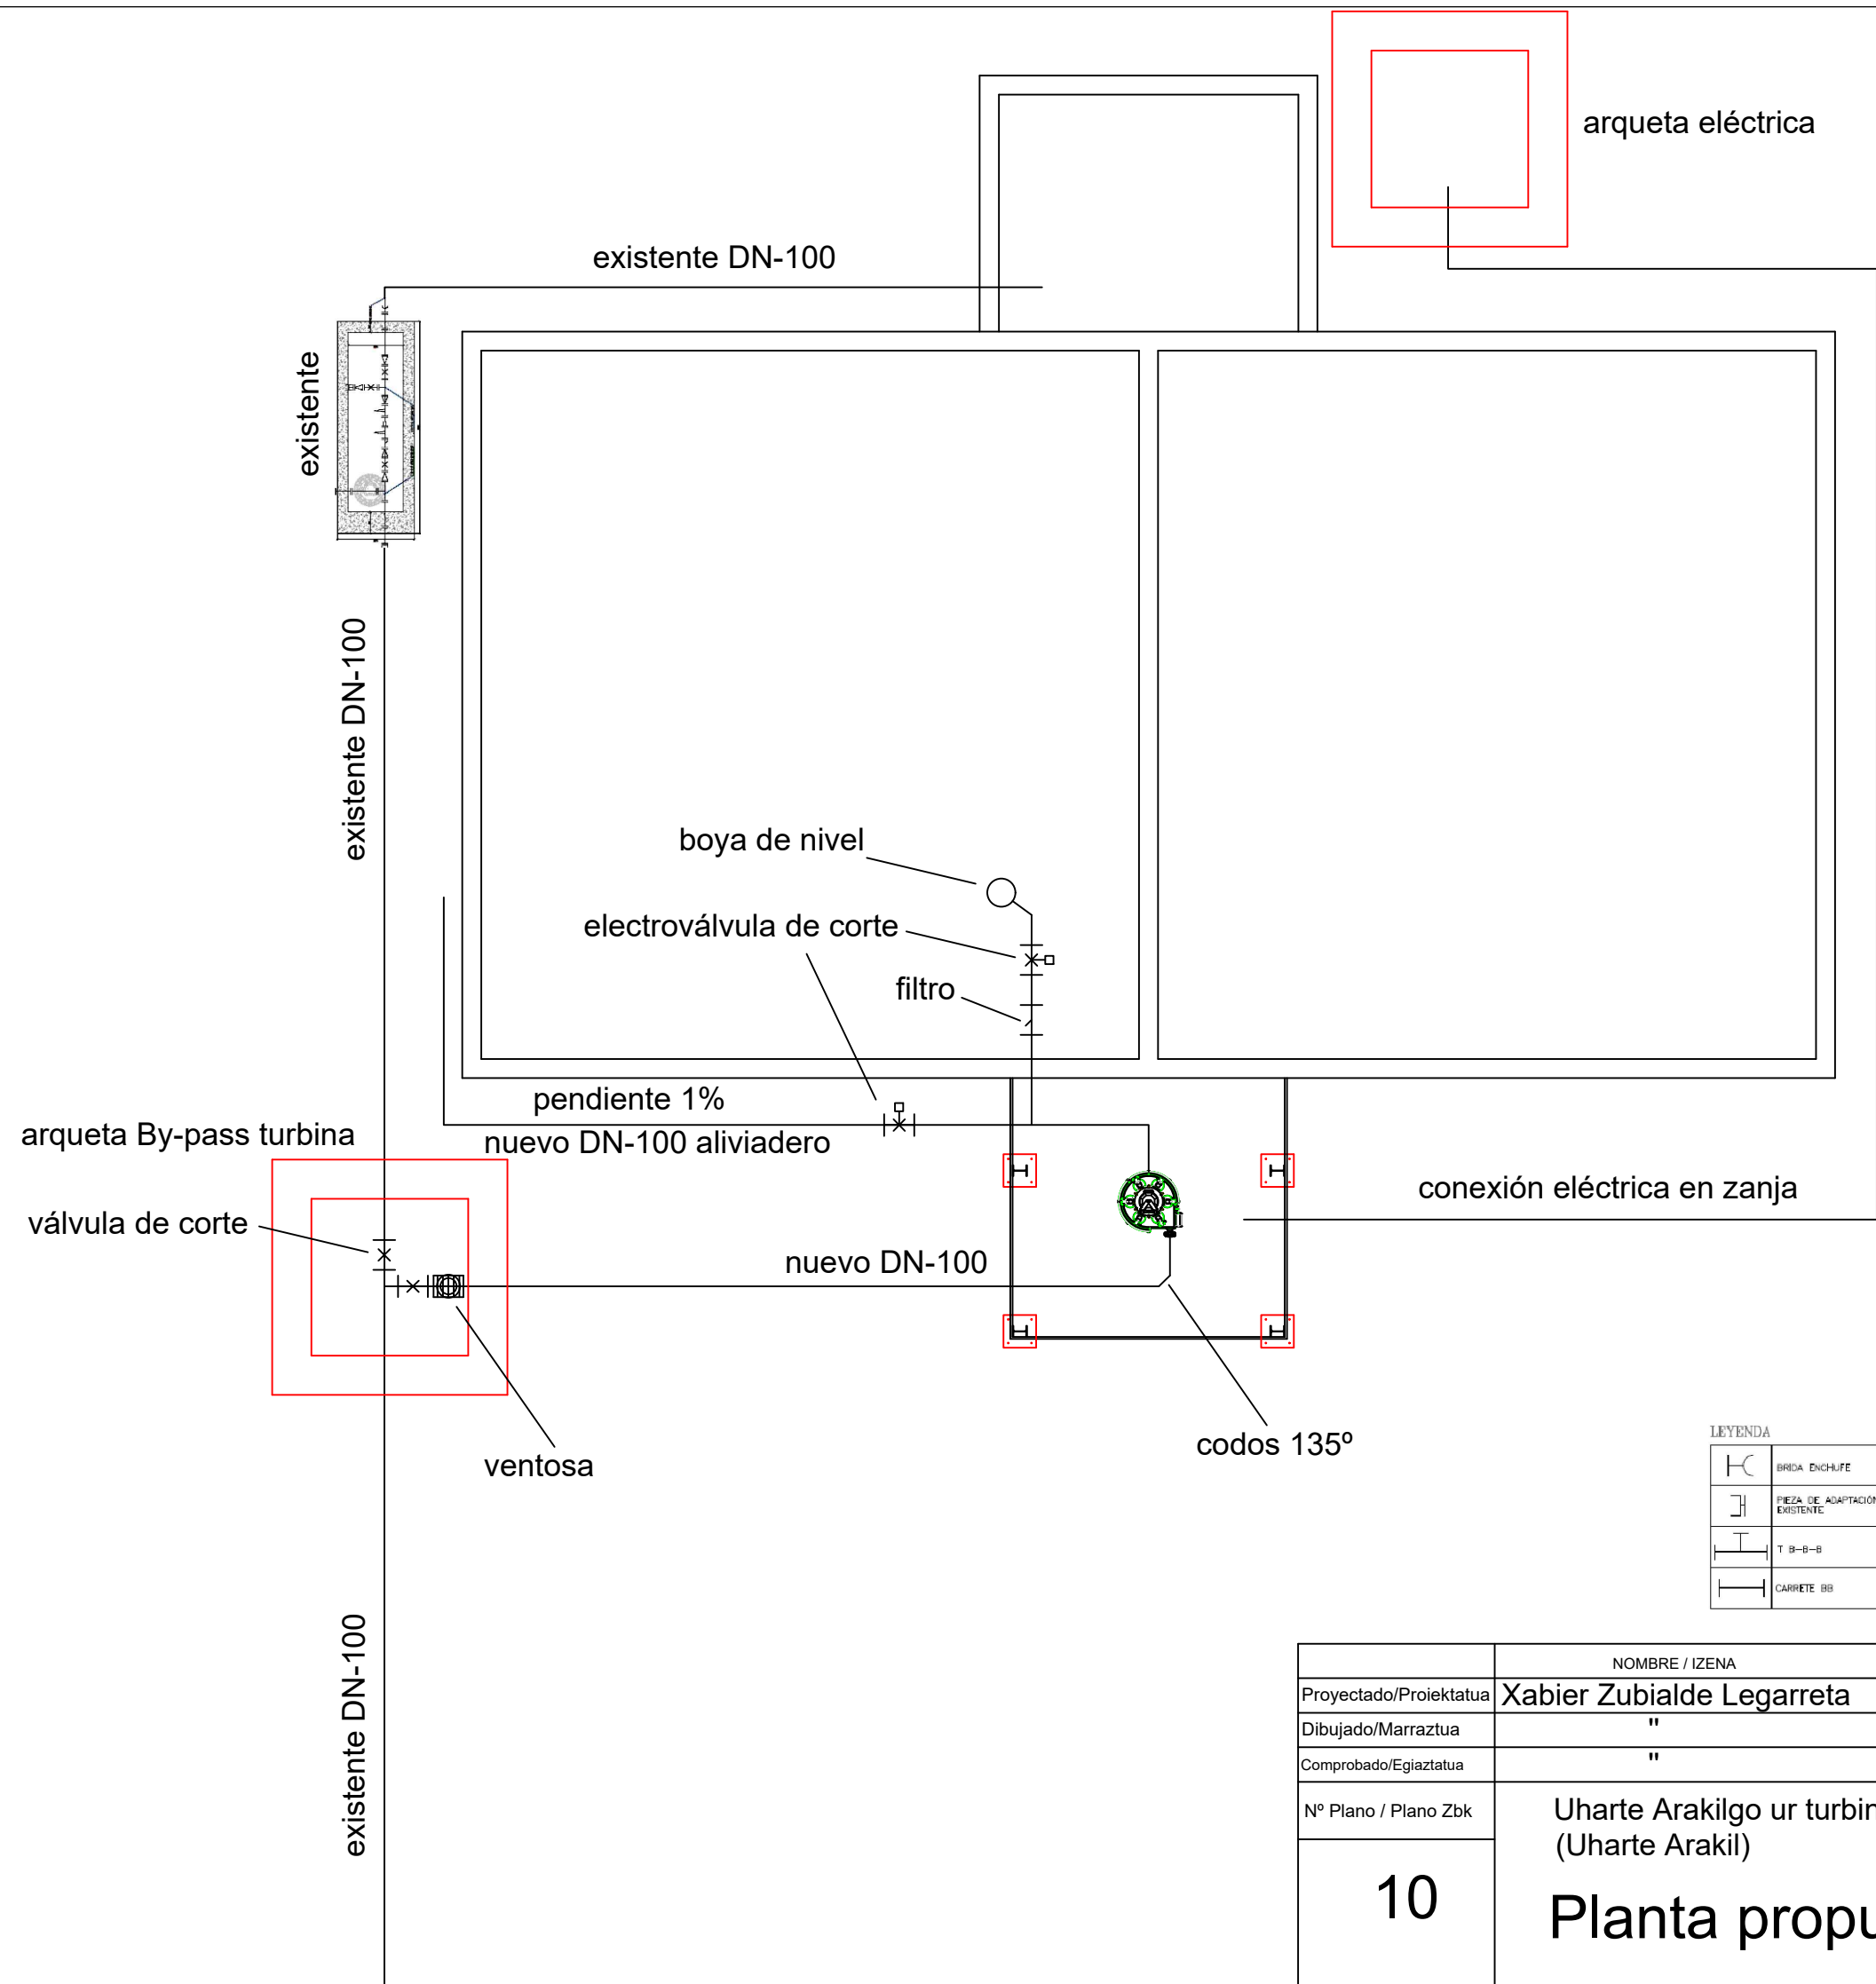 arqueta eléctrica
existente DN-100
existente
existente DN-100
boya de nivel
electroválvula de corte
filtro
pendiente 1%
nuevo DN-100 aliviadero
arqueta By-pass turbina
válvula de corte
conexión eléctrica en zanja
nuevo DN-100
codos 135º
ventosa
existente DN-100
LEYENDA
BRIDA ENCHUFE
PIEZA DE ADAPTACIÓN
EXISTENTE
T B-B-B
CARRETE BB
NOMBRE / IZENA
Proyectado/Proiektatua Xabier Zubialde Legarreta
Dibujado/Marraztua "
Comprobado/Egiaztatua "
Nº Plano / Plano Zbk
10
Uharte Arakilgo ur turbin
(Uharte Arakil)
Planta propu